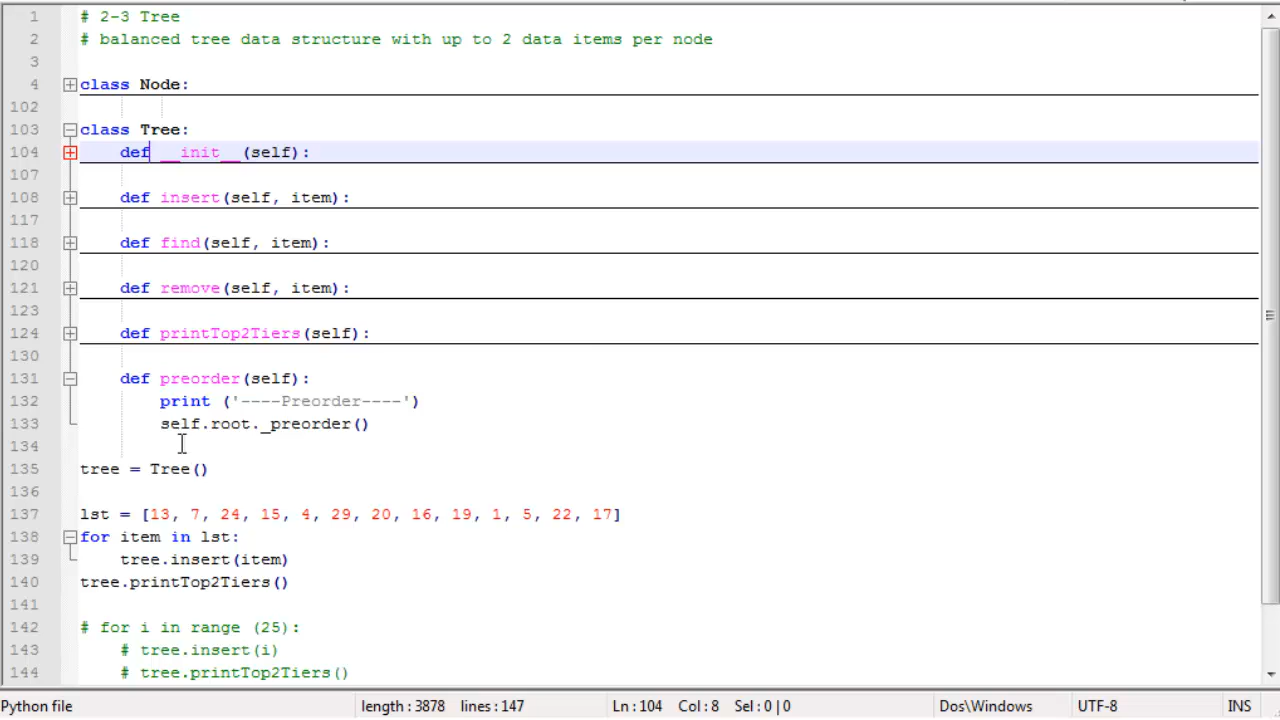 1 # 2-3 Tree
2 # balanced tree data structure with up to 2 data items per node
3
4 class Node:
102
103 class Tree:
104 def __init__(self):
107
108 def insert(self, item):
117
118 def find(self, item):
120
121 def remove(self, item):
123
124 def printTop2Tiers(self):
130
131 def preorder(self):
132 print ('----Preorder----')
133 self.root._preorder()
134
135 tree = Tree()
136
137 lst = [13, 7, 24, 15, 4, 29, 20, 16, 19, 1, 5, 22, 17]
138 for item in lst:
139 tree.insert(item)
140 tree.printTop2Tiers()
141
142 # for i in range (25):
143 # tree.insert(i)
144 # tree.printTop2Tiers()
Python file length : 3878 lines : 147 Ln : 104 Col : 8 Sel : 0 | 0 Dos\Windows UTF-8 INS